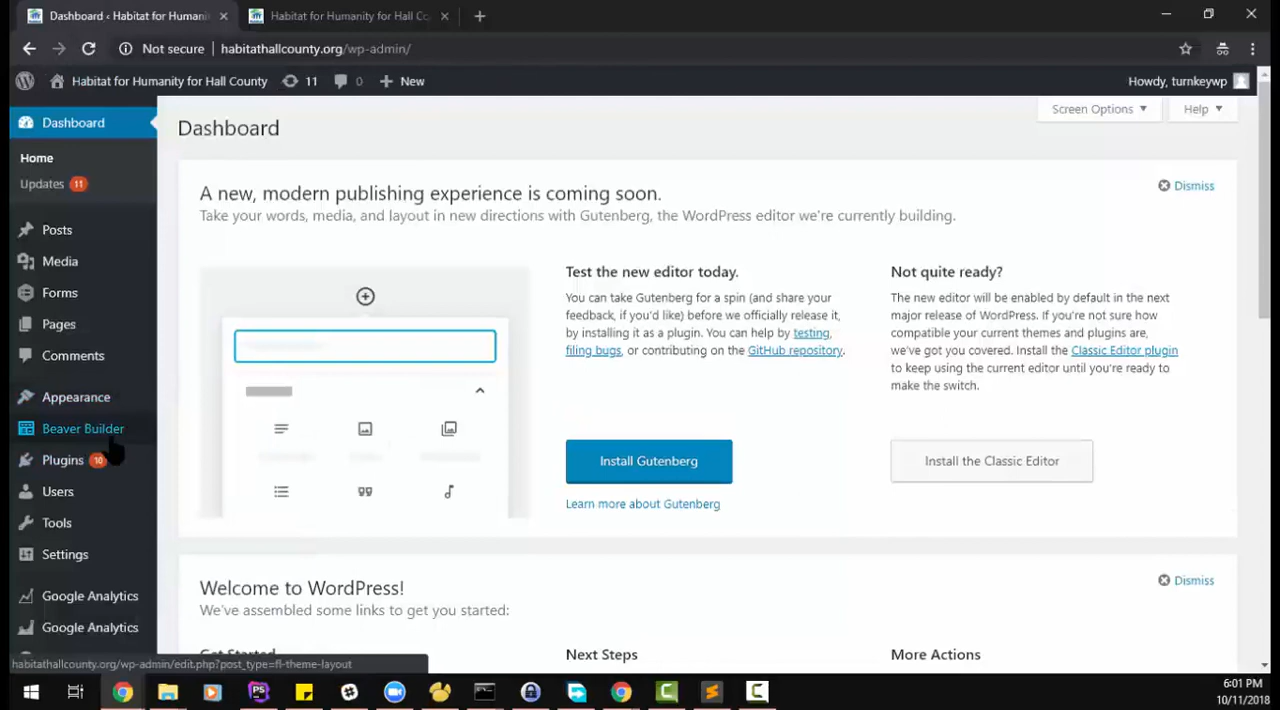 Dashboard ‹ Habitat for Humani
Habitat for Humanity for Hall Co
Not secure
habitathallcounty.org/wp-admin/
Habitat for Humanity for Hall County
11
0
New
Howdy, turnkeywp
Dashboard
Home
Updates 11
Posts
Media
Forms
Pages
Comments
Appearance
Beaver Builder
Plugins 10
Users
Tools
Settings
Google Analytics
Google Analytics
Dashboard
Screen Options
Help
A new, modern publishing experience is coming soon.
Dismiss
Take your words, media, and layout in new directions with Gutenberg, the WordPress editor we're currently building.
Test the new editor today.
You can take Gutenberg for a spin (and share your
feedback, if you'd like) before we officially release it,
by installing it as a plugin. You can help by testing,
filing bugs, or contributing on the GitHub repository.
Install Gutenberg
Learn more about Gutenberg
Not quite ready?
The new editor will be enabled by default in the next
major release of WordPress. If you're not sure how
compatible your current themes and plugins are,
we've got you covered. Install the Classic Editor plugin
to keep using the current editor until you're ready to
make the switch.
Install the Classic Editor
Welcome to WordPress!
Dismiss
We've assembled some links to get you started:
Get Started
Next Steps
More Actions
habitathallcounty.org/wp-admin/edit.php?post_type=fl-theme-layout
PS
6:01 PM
10/11/2018